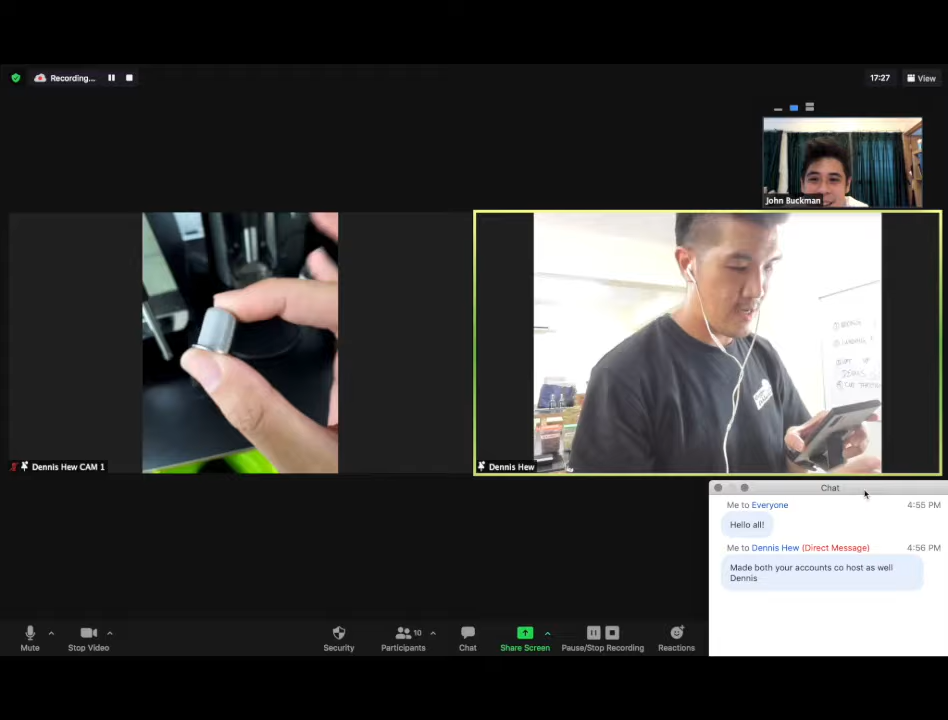 Recording...
17:27
View
John Buckman
Dennis Hew CAM 1
Dennis Hew
Chat
Me to Everyone
4:55 PM
Hello all!
Me to Dennis Hew (Direct Message)
4:56 PM
Made both your accounts co host as well
Dennis
Mute
Stop Video
Security
Participants
10
Chat
Share Screen
Pause/Stop Recording
Reactions